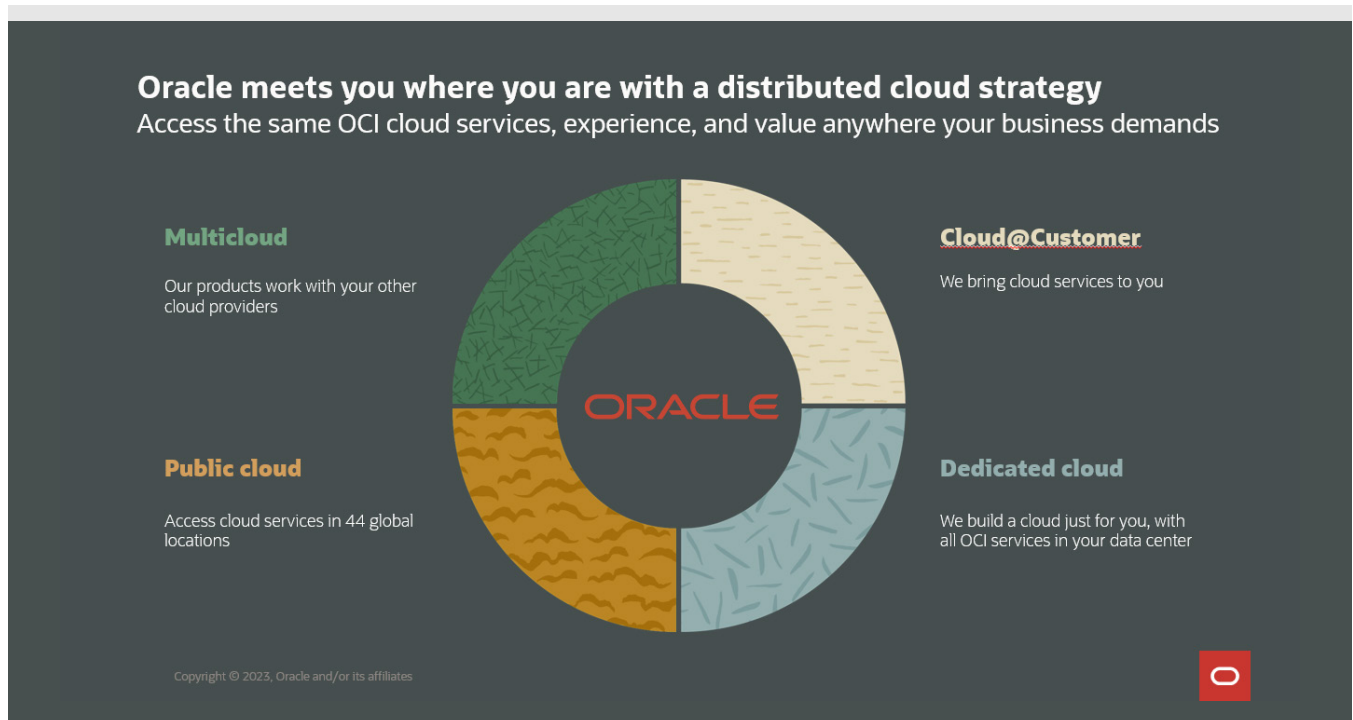 Oracle meets you where you are with a distributed cloud strategy
Access the same OCI cloud services, experience, and value anywhere your business demands
Multicloud
Our products work with your other
cloud providers
Cloud@Customer
We bring cloud services to you
ORACLE
Public cloud
Access cloud services in 44 global
locations
Dedicated cloud
We build a cloud just for you, with
all OCI services in your data center
Copyright © 2023, Oracle and/or its affiliates